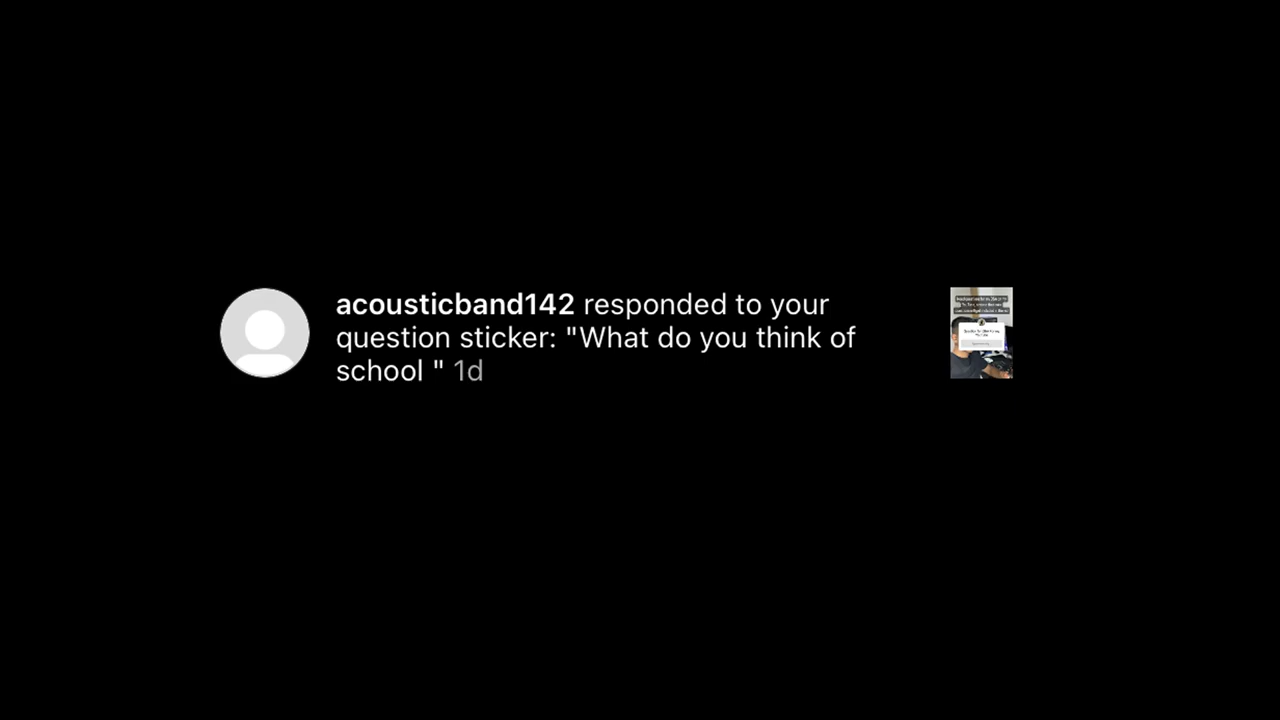 acousticband142 responded to your
question sticker: "What do you think of
school " 1d